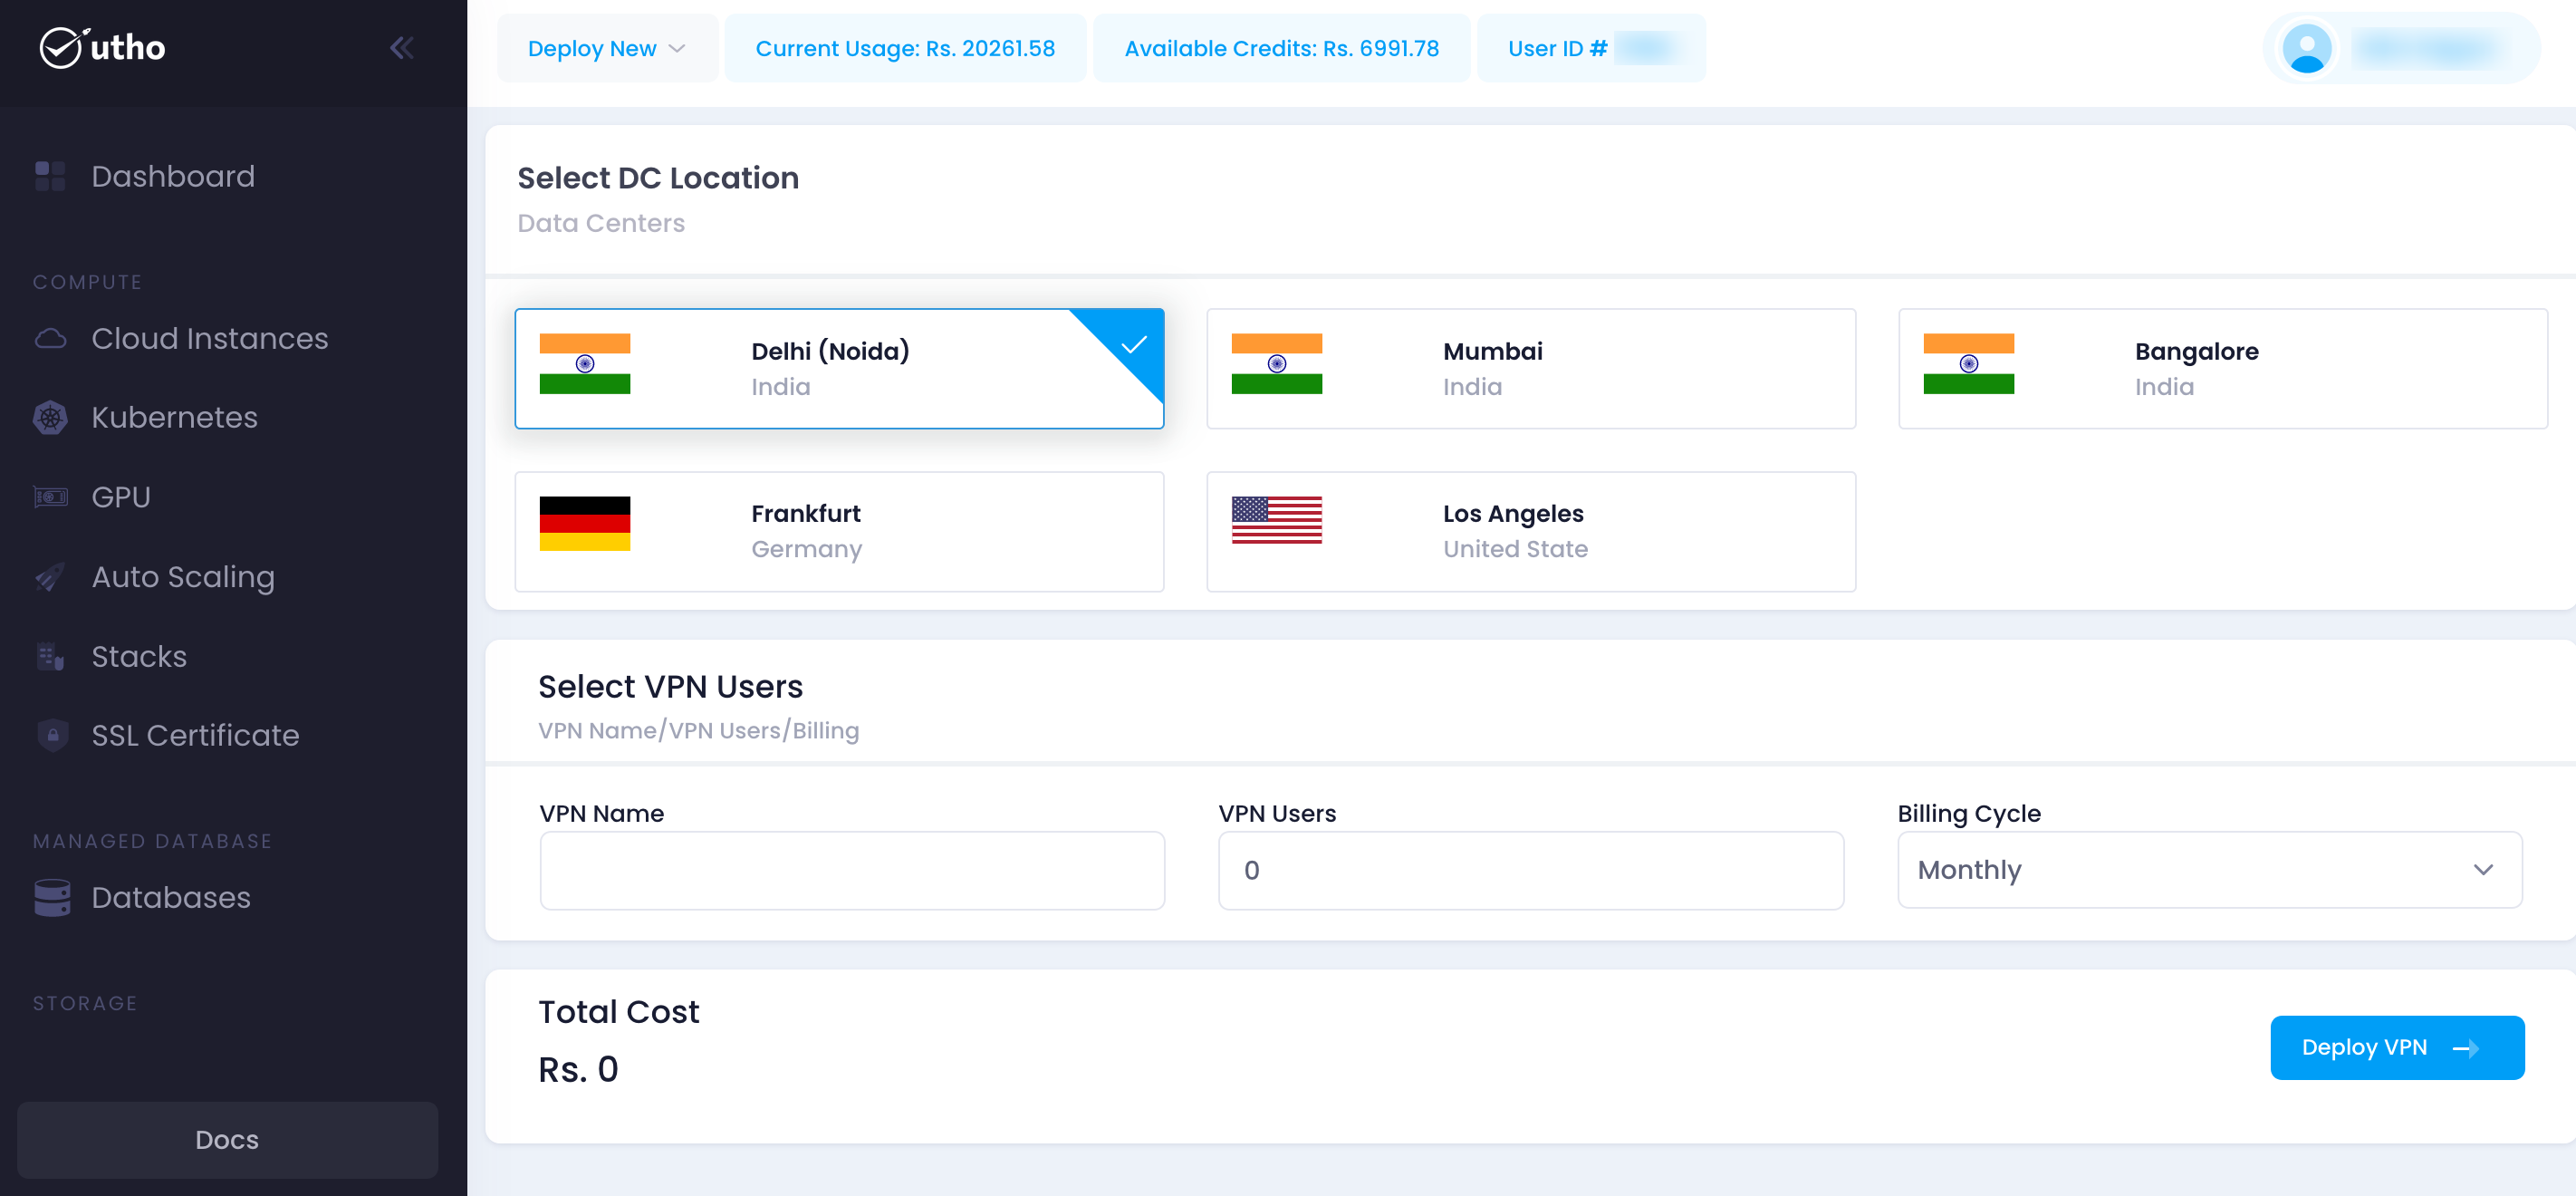 utho
Deploy New
Current Usage: Rs. 20261.58
Available Credits: Rs. 6991.78
User ID #
Dashboard
COMPUTE
Cloud Instances
Kubernetes
GPU
Auto Scaling
Stacks
SSL Certificate
MANAGED DATABASE
Databases
STORAGE
Docs
Select DC Location
Data Centers
Delhi (Noida)
India
Mumbai
India
Bangalore
India
Frankfurt
Germany
Los Angeles
United State
Select VPN Users
VPN Name/VPN Users/Billing
VPN Name
VPN Users
0
Billing Cycle
Monthly
Total Cost
Rs. 0
Deploy VPN